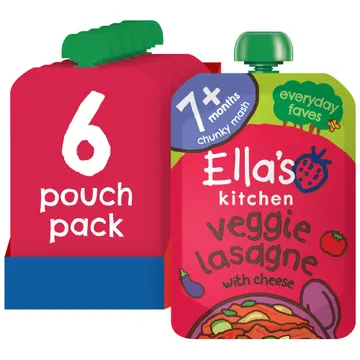 6
pouch
pack
7+
months
chunky mash
everyday
faves
Ella's
kitchen
veggie
lasagne
with cheese